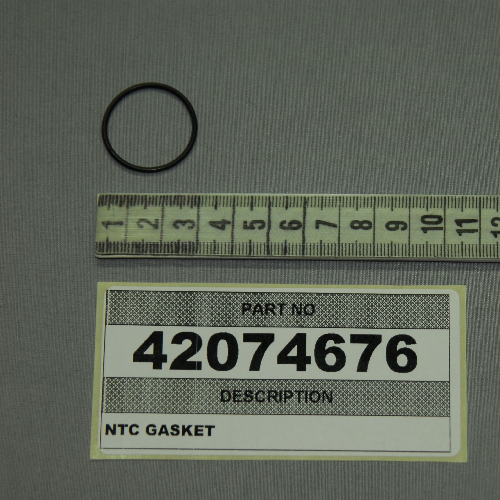 1 2 3 4 5 6 7 8 9 10 11 12
PART NO
42074676
DESCRIPTION
NTC GASKET